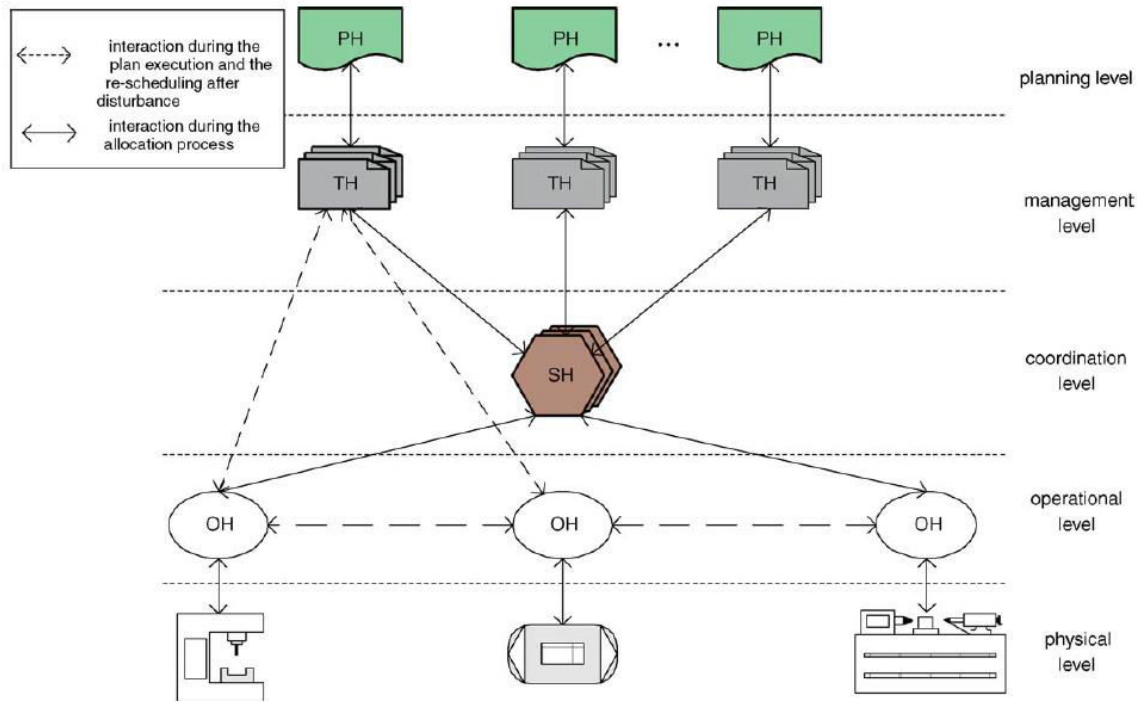 interaction during the
plan execution and the
re-scheduling after
disturbance
interaction during the
allocation process
PH
PH
...
PH
planning level
TH
TH
TH
management
level
SH
coordination
level
OH
OH
OH
operational
level
physical
level